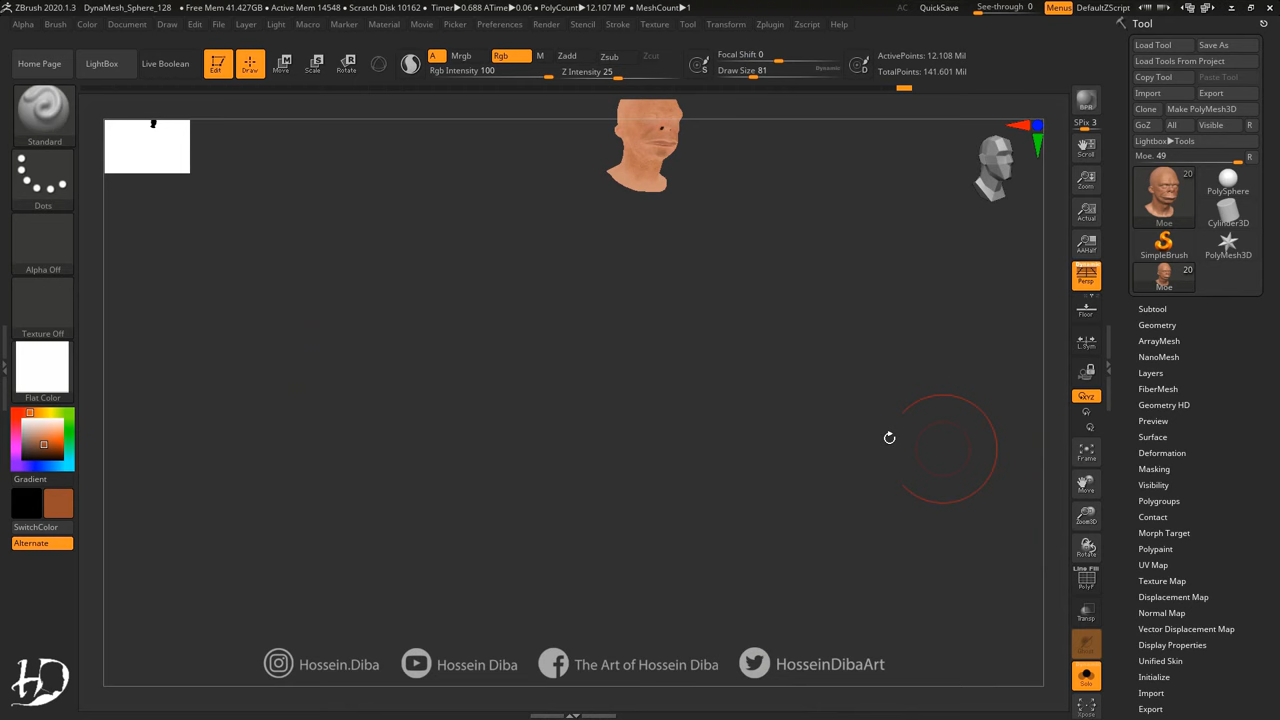 ZBrush 2020.1.3 DynaMesh_Sphere_128 • Free Mem 41.427GB • Active Mem 14548 • Scratch Disk 10162 • Timer▶0.688 ATime▶0.06 • PolyCount▶12.107 MP • MeshCount▶1 AC QuickSave See-through 0 Menus DefaultZScript
Alpha Brush Color Document Draw Edit File Layer Light Macro Marker Material Movie Picker Preferences Render Stencil Stroke Texture Tool Transform Zplugin Zscript Help
Tool
Home Page LightBox Live Boolean Edit Draw Move Scale Rotate
A Mrgb Rgb M Zadd Zsub Zcut
Rgb Intensity 100 Z Intensity 25
Focal Shift 0
Draw Size 81 Dynamic
S D
ActivePoints: 12.108 Mil
TotalPoints: 141.601 Mil
Load Tool Save As
Load Tools From Project
Copy Tool Paste Tool
Import Export
Clone Make PolyMesh3D
GoZ All Visible R
Lightbox▶Tools
Moe. 49 R
20
Moe
PolySphere
Cylinder3D
SimpleBrush
PolyMesh3D
20
Moe
Subtool
Geometry
ArrayMesh
NanoMesh
Layers
FiberMesh
Geometry HD
Preview
Surface
Deformation
Masking
Visibility
Polygroups
Contact
Morph Target
Polypaint
UV Map
Texture Map
Displacement Map
Normal Map
Vector Displacement Map
Display Properties
Unified Skin
Initialize
Import
Export
Standard
Dots
Alpha Off
Texture Off
Flat Color
Gradient
SwitchColor
Alternate
BPR
SPix 3
Scroll
Zoom
Actual
AAHalf
Dynamic
Persp
Floor
L.Sym
XYZ
Frame
Move
Zoom3D
Rotate
Line Fill
PolyF
Transp
Solo
Xpose
Hossein.Diba Hossein Diba The Art of Hossein Diba HosseinDibaArt
HD